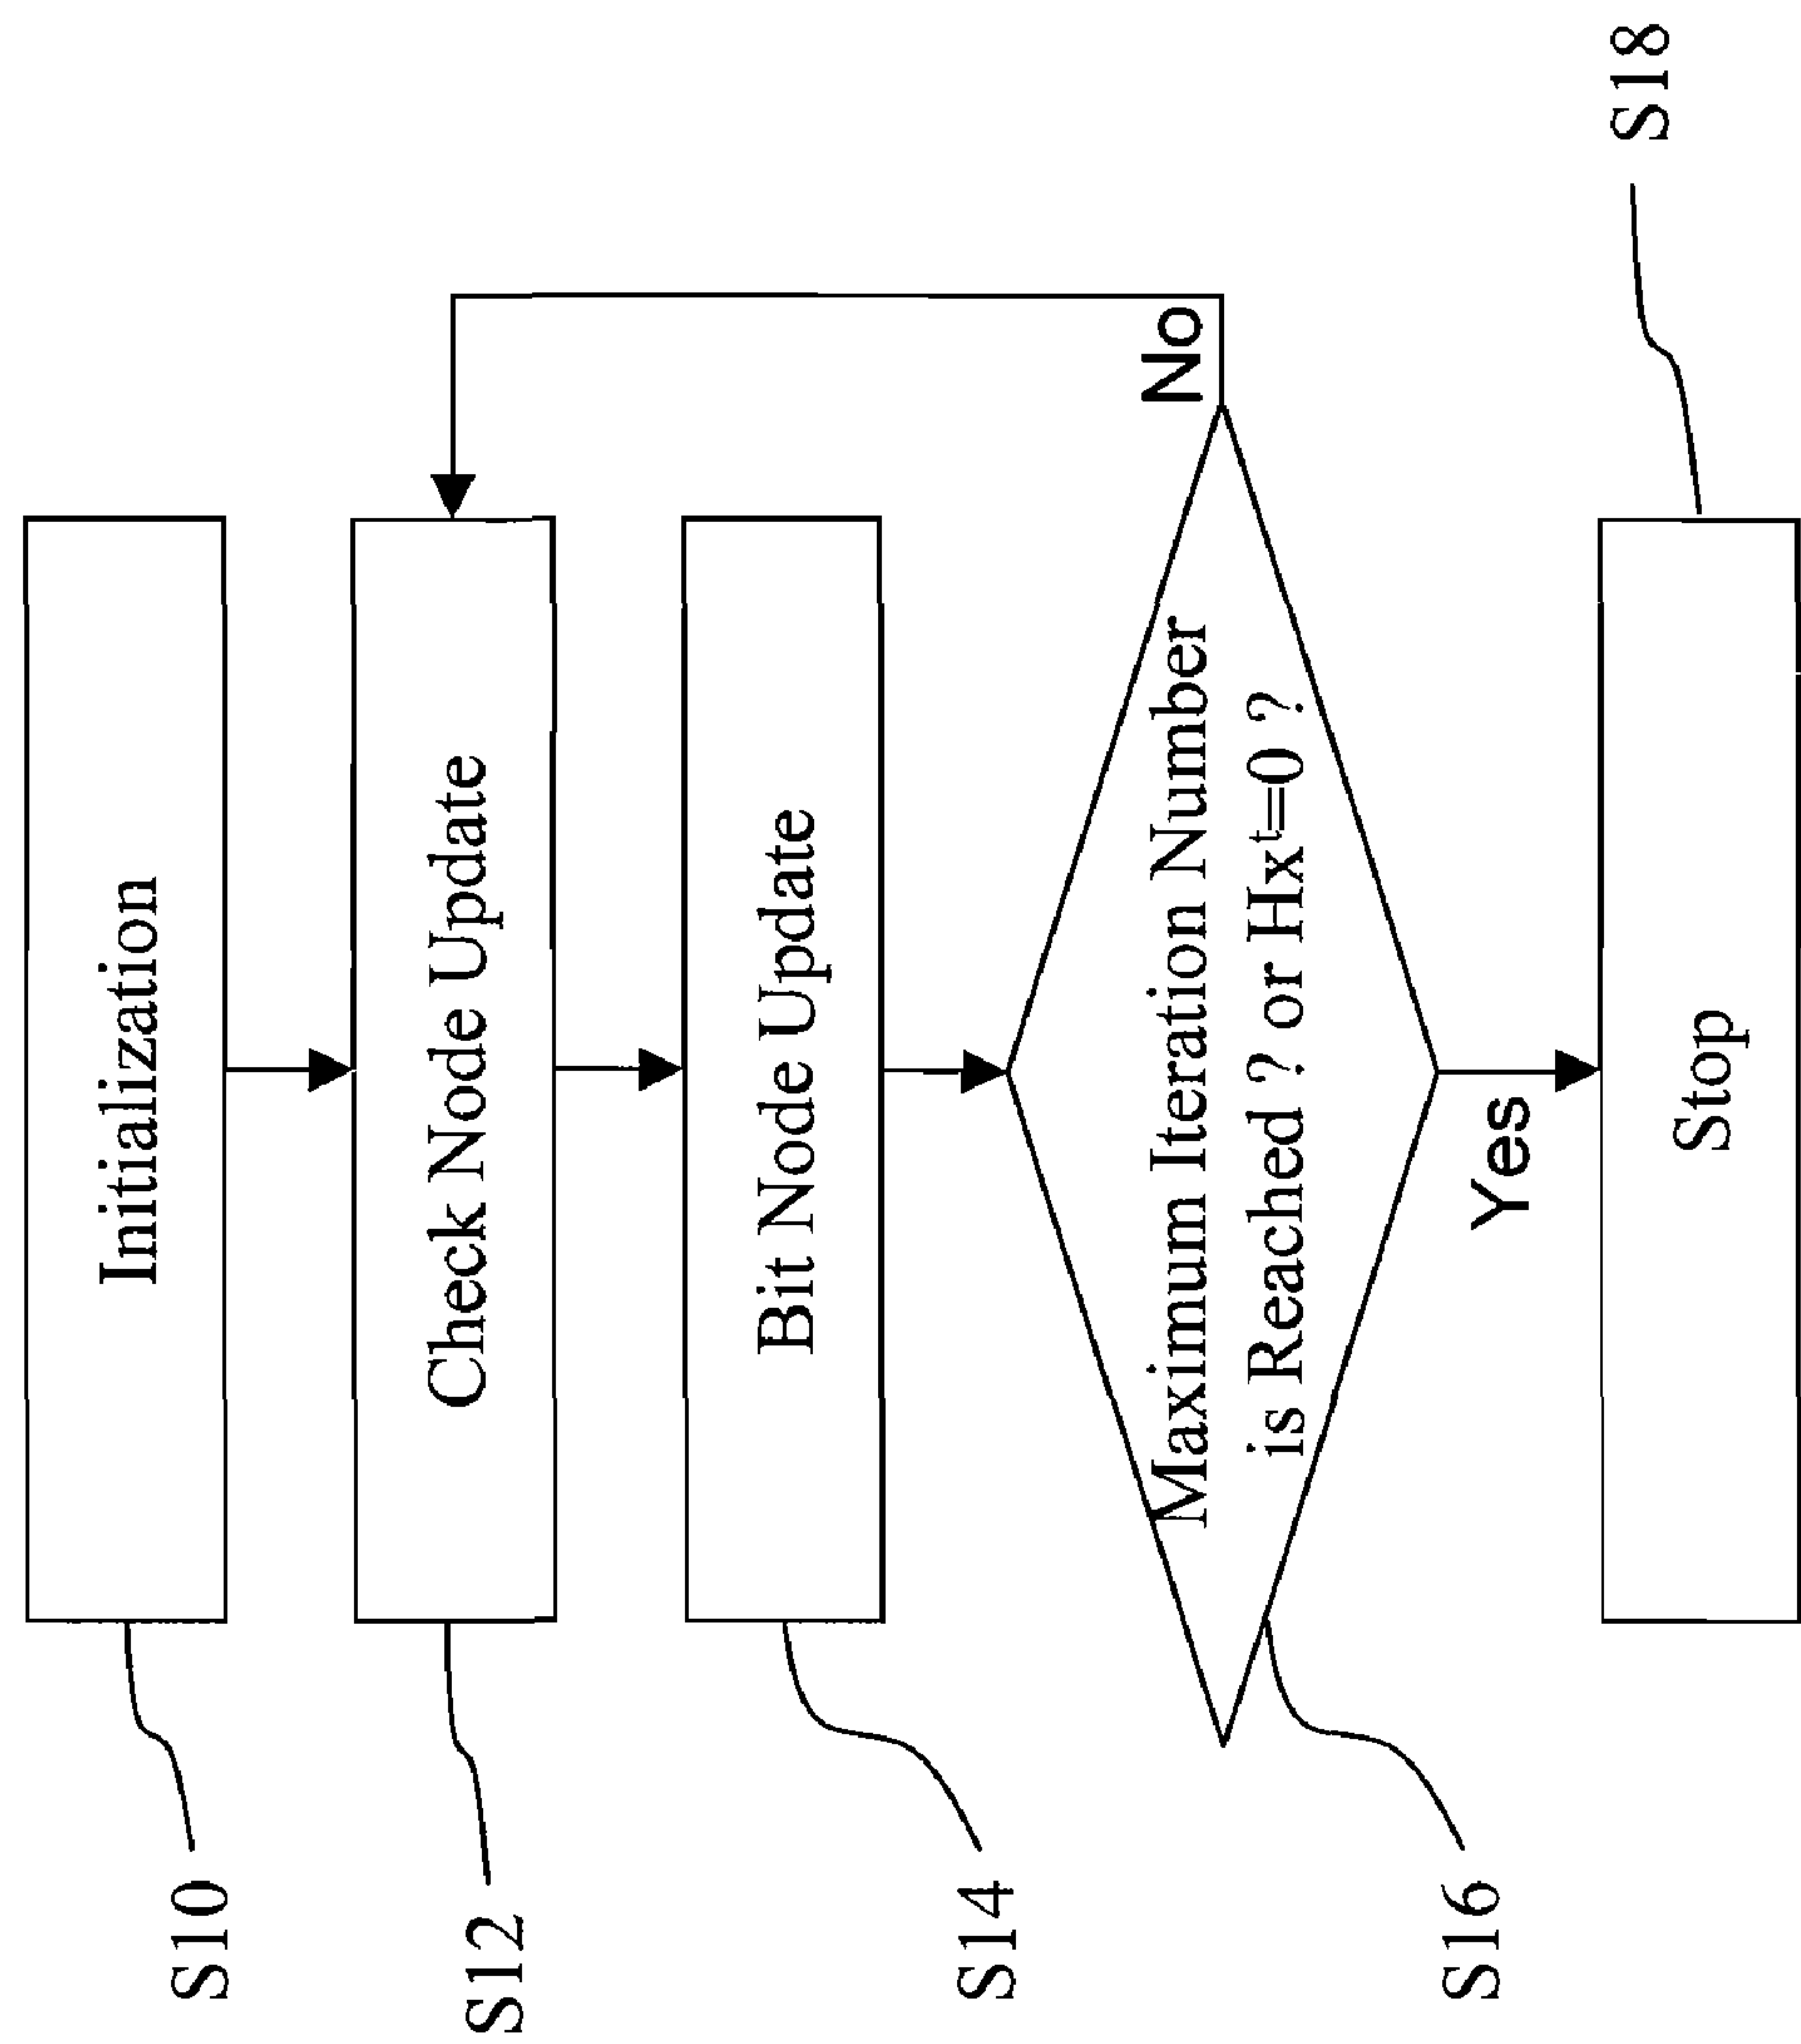 S10
Initialization
S12
Check Node Update
S14
Bit Node Update
S16
Maximum Iteration Number
is Reached ? or Hxᵗ=0 ?
No
Yes
S18
Stop